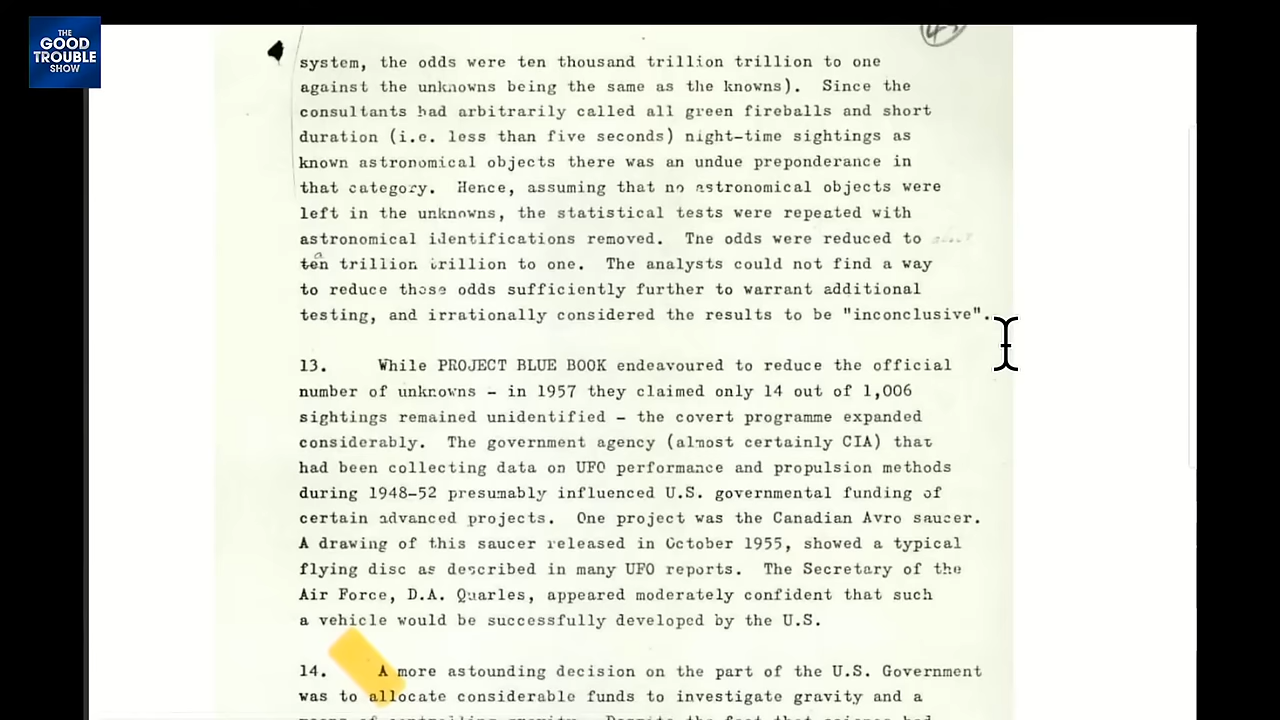 THE
GOOD
TROUBLE
SHOW
system, the odds were ten thousand trillion trillion to one
against the unknowns being the same as the knowns). Since the
consultants had arbitrarily called all green fireballs and short
duration (i.e. less than five seconds) night-time sightings as
known astronomical objects there was an undue preponderance in
that category. Hence, assuming that no astronomical objects were
left in the unknowns, the statistical tests were repeated with
astronomical identifications removed. The odds were reduced to
a
ten trillion trillion to one. The analysts could not find a way
to reduce those odds sufficiently further to warrant additional
testing, and irrationally considered the results to be "inconclusive".
13. While PROJECT BLUE BOOK endeavoured to reduce the official
number of unknowns - in 1957 they claimed only 14 out of 1,006
sightings remained unidentified - the covert programme expanded
considerably. The government agency (almost certainly CIA) that
had been collecting data on UFO performance and propulsion methods
during 1948-52 presumably influenced U.S. governmental funding of
certain advanced projects. One project was the Canadian Avro saucer.
A drawing of this saucer released in October 1955, showed a typical
flying disc as described in many UFO reports. The Secretary of the
Air Force, D.A. Quarles, appeared moderately confident that such
a vehicle would be successfully developed by the U.S.
14. A more astounding decision on the part of the U.S. Government
was to allocate considerable funds to investigate gravity and a